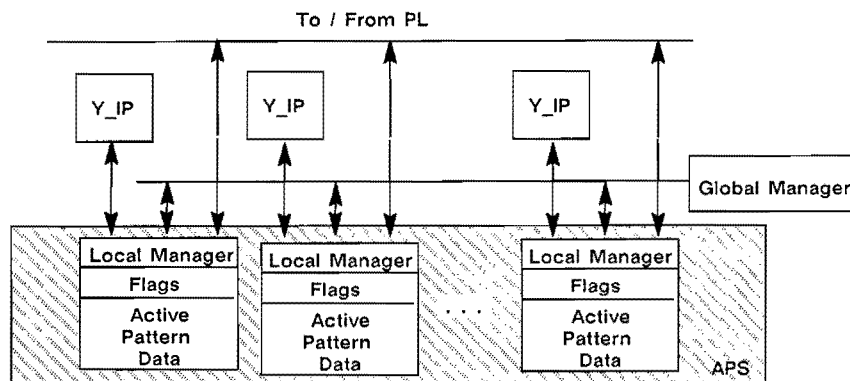 To / From PL
Y_IP
Y_IP
Y_IP
Global Manager
Local Manager
Flags
Active
Pattern
Data
Local Manager
Flags
Active
Pattern
Data
. . .
Local Manager
Flags
Active
Pattern
Data
APS